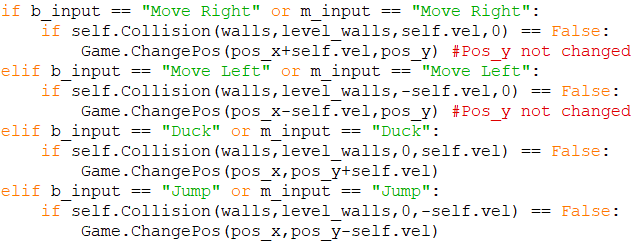 if b_input == "Move Right" or m_input == "Move Right":
    if self.Collision(walls,level_walls,self.vel,0) == False:
        Game.ChangePos(pos_x+self.vel,pos_y) #Pos_y not changed
elif b_input == "Move Left" or m_input == "Move Left":
    if self.Collision(walls,level_walls,-self.vel,0) == False:
        Game.ChangePos(pos_x-self.vel,pos_y) #Pos_y not changed
elif b_input == "Duck" or m_input == "Duck":
    if self.Collision(walls,level_walls,0,self.vel) == False:
        Game.ChangePos(pos_x,pos_y+self.vel)
elif b_input == "Jump" or m_input == "Jump":
    if self.Collision(walls,level_walls,0,-self.vel) == False:
        Game.ChangePos(pos_x,pos_y-self.vel)